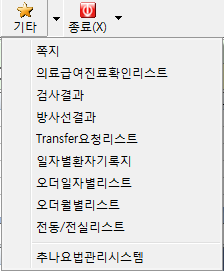 기타 종료(X)
쪽지
의료급여진료확인리스트
검사결과
방사선결과
Transfer요청리스트
일자별환자기록지
오더일자별리스트
오더월별리스트
전동/전실리스트
추나요법관리시스템